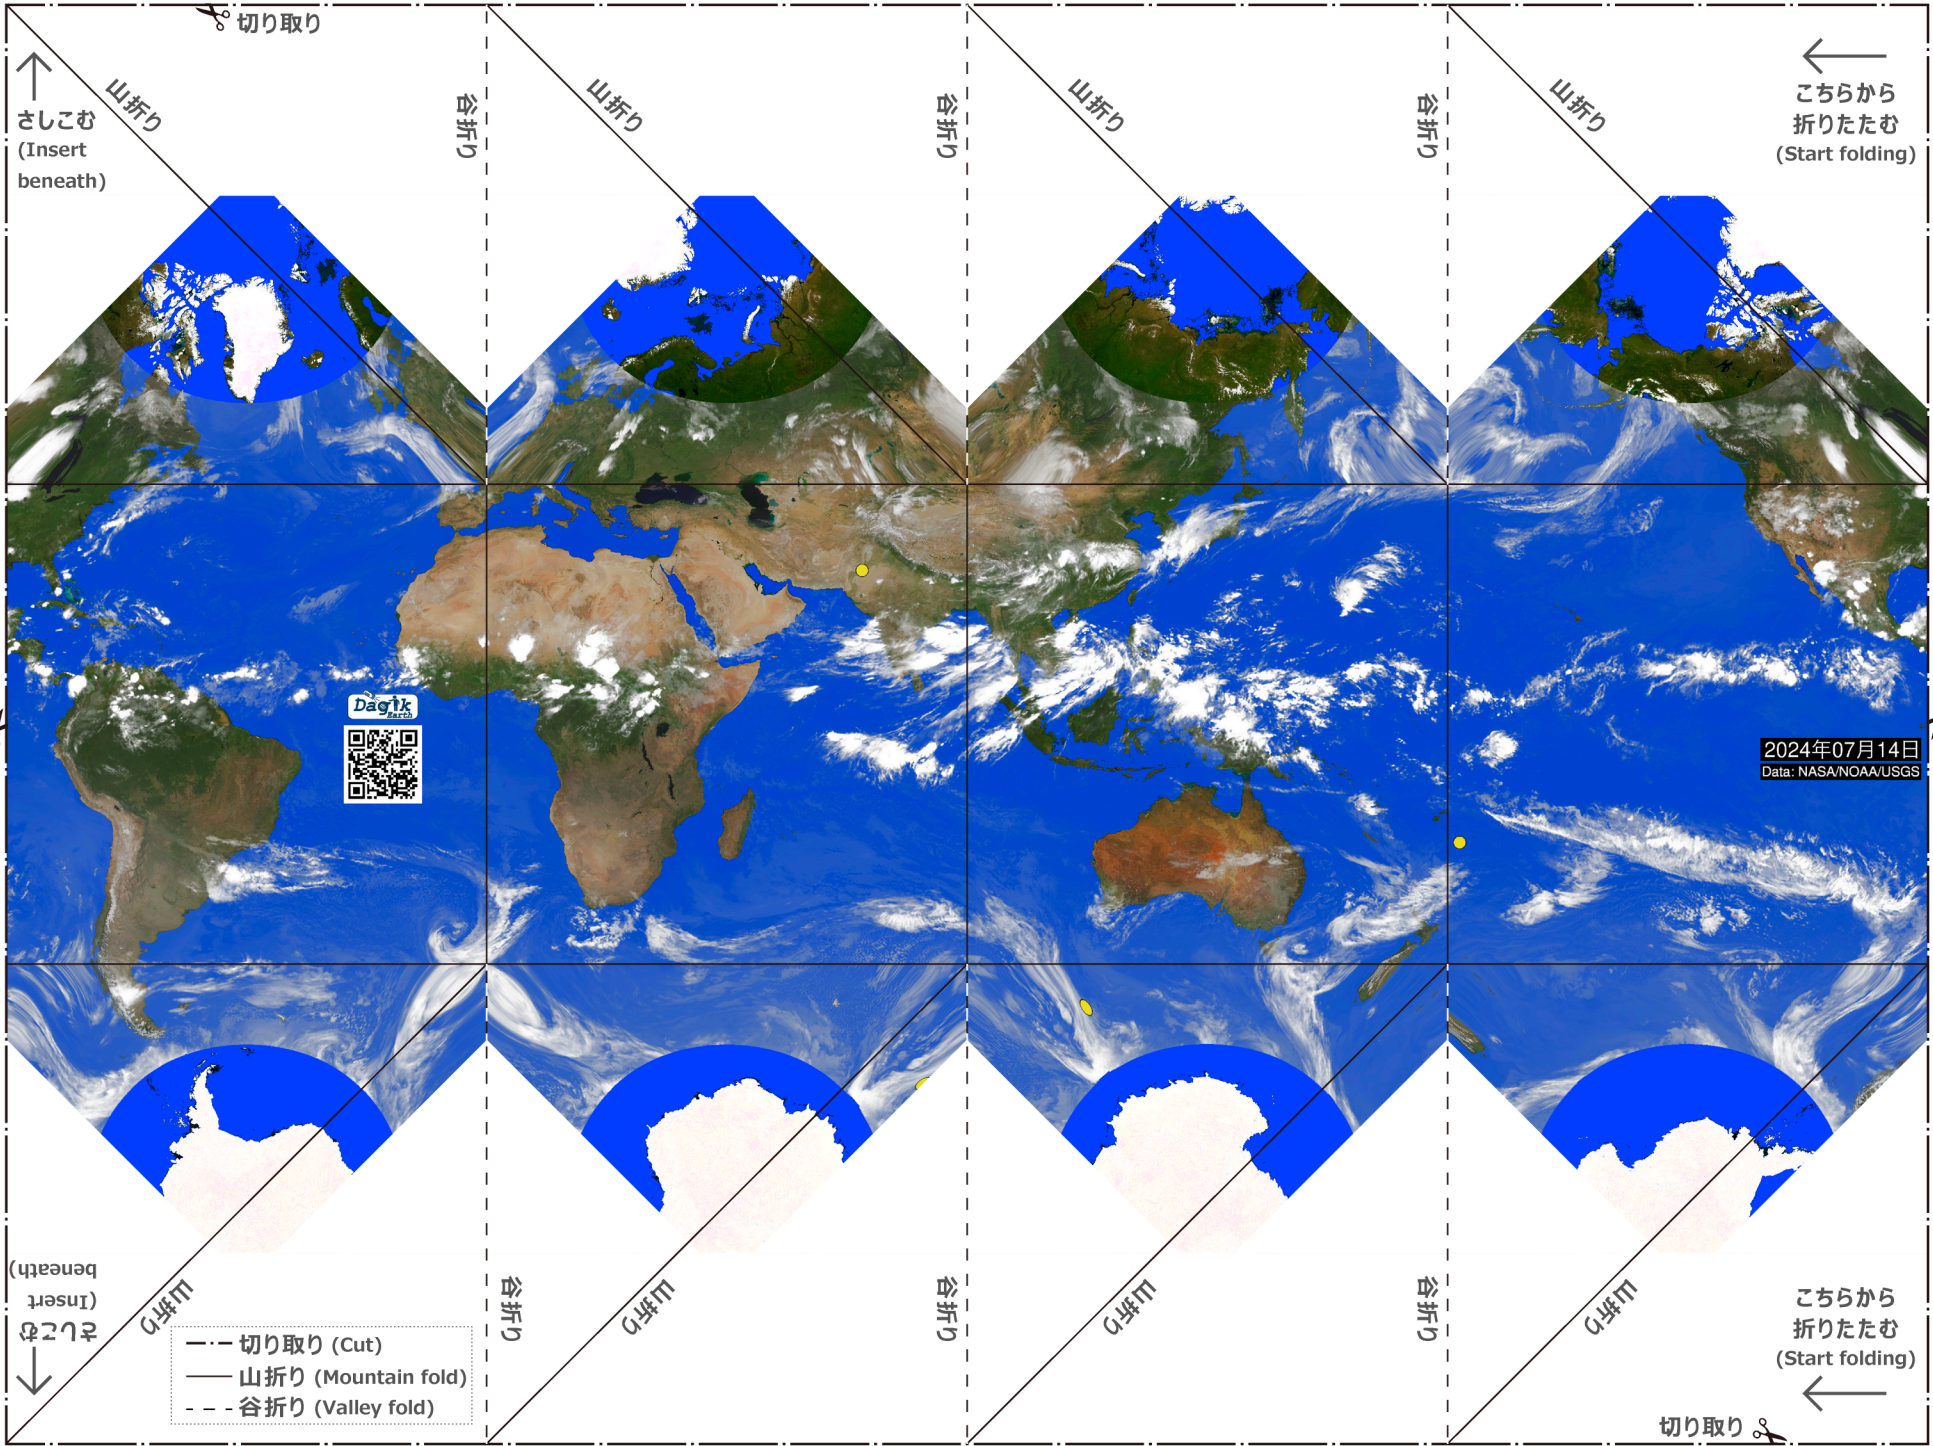 切り取り
さしこむ
(Insert
beneath)
山折り
谷折り
山折り
谷折り
山折り
谷折り
山折り
こちらから
折りたたむ
(Start folding)
Dagik
Earth
2024年07月14日
Data: NASA/NOAA/USGS
さしこむ
(Insert
beneath)
山折り
谷折り
山折り
谷折り
山折り
谷折り
山折り
こちらから
折りたたむ
(Start folding)
切り取り (Cut)
山折り (Mountain fold)
谷折り (Valley fold)
切り取り